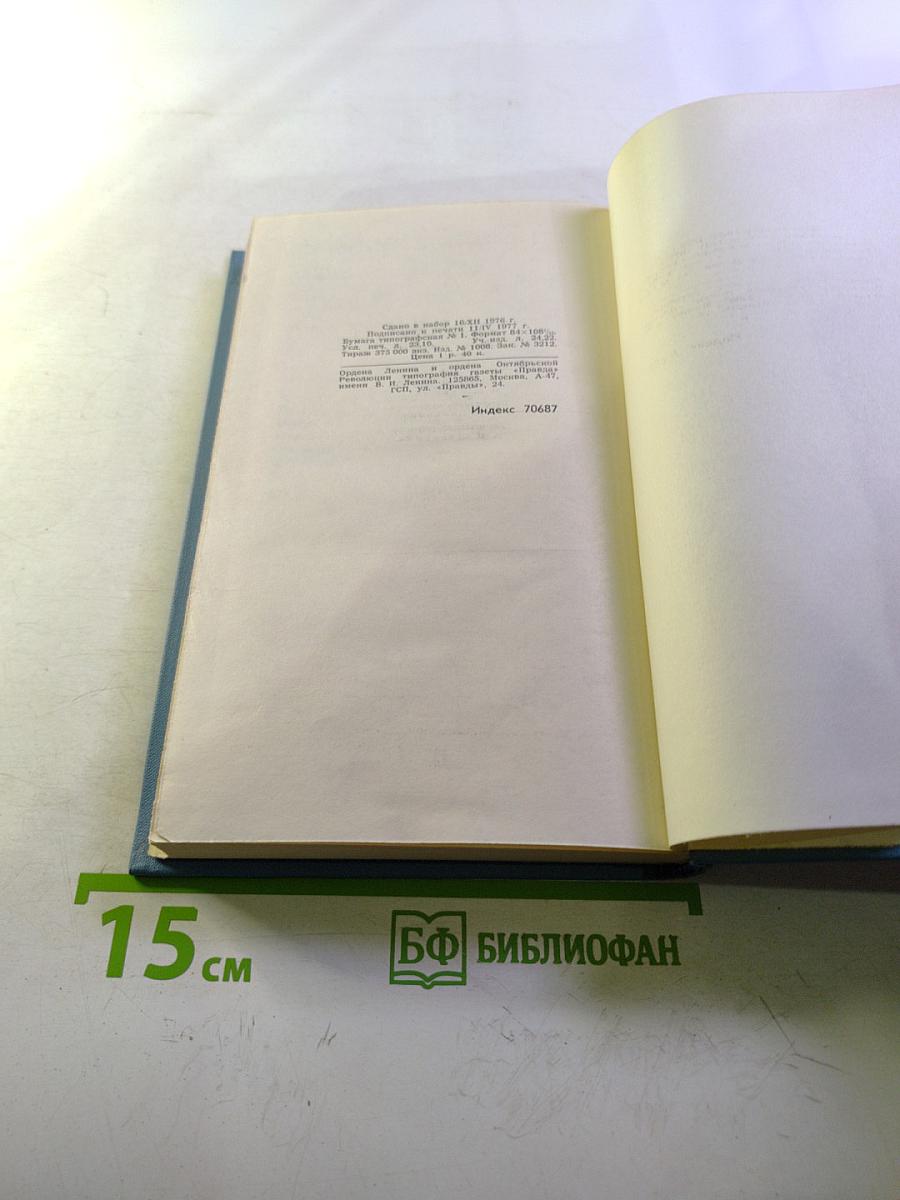 Сдано в набор 16/XII 1976 г.
Подписано к печати 11/IV 1977 г.
Бумага типографская № 1. Формат 84×108¹/₃₂.
Усл. печ. л. 23,10. Уч.-изд. л. 24,22.
Тираж 375 000 экз. Изд. № 1008. Зак. № 3212.
Цена 1 р. 40 к.
Ордена Ленина и ордена Октябрьской
Революции типография газеты «Правда»
имени В. И. Ленина. 125865, Москва, А-47,
ГСП, ул. «Правды», 24.
Индекс 70687
15 см
БФ БИБЛИОФАН